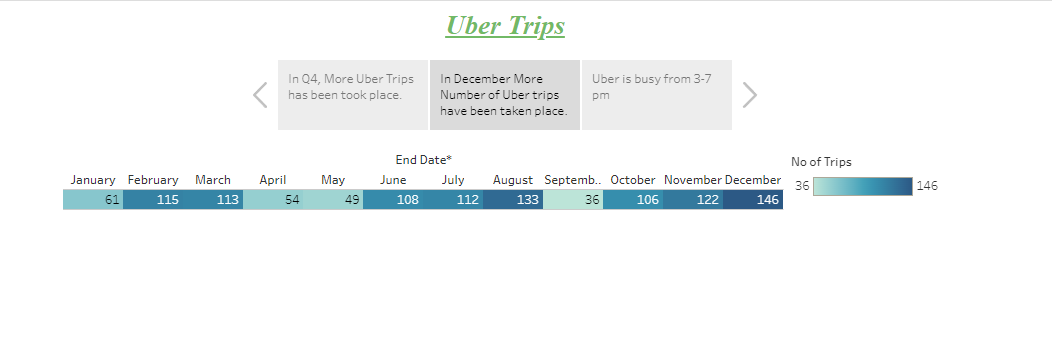 Uber Trips
In Q4, More Uber Trips
has been took place.
In December More
Number of Uber trips
have been taken place.
Uber is busy from 3-7
pm
End Date*
January February March April May June July August Septemb.. October November December
61 115 113 54 49 108 112 133 36 106 122 146
No of Trips
36 146